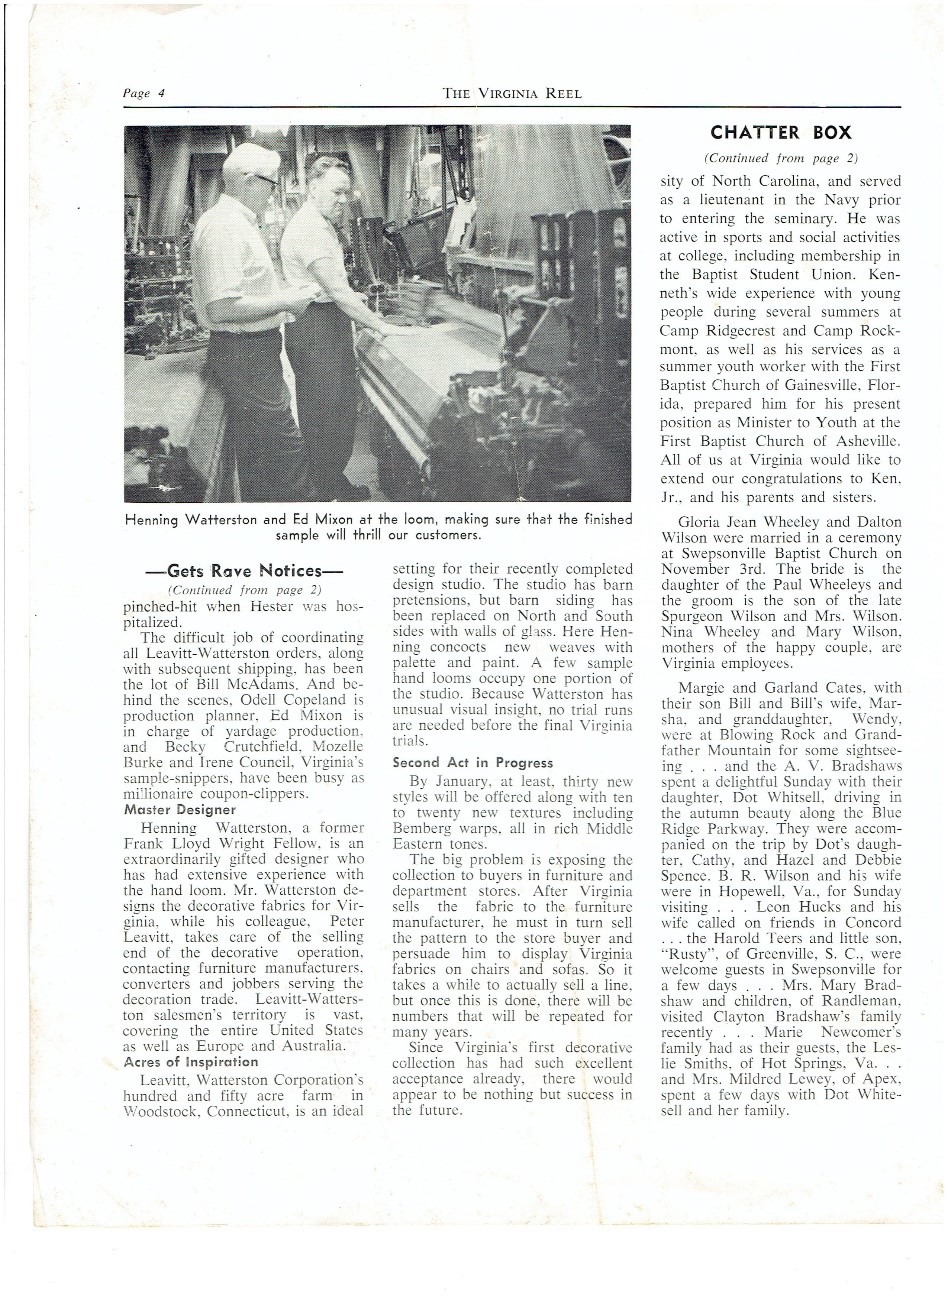 Page 4
THE VIRGINIA REEL
Henning Watterston and Ed Mixon at the loom, making sure that the finished
sample will thrill our customers.
—Gets Rave Notices—
(Continued from page 2)
pinched-hit when Hester was hos-
pitalized.
The difficult job of coordinating
all Leavitt-Watterston orders, along
with subsequent shipping, has been
the lot of Bill McAdams. And be-
hind the scenes, Odell Copeland is
production planner, Ed Mixon is
in charge of yardage production,
and Becky Crutchfield, Mozelle
Burke and Irene Council, Virginia's
sample-snippers, have been busy as
millionaire coupon-clippers.
Master Designer
Henning Watterston, a former
Frank Lloyd Wright Fellow, is an
extraordinarily gifted designer who
has had extensive experience with
the hand loom. Mr. Watterston de-
signs the decorative fabrics for Vir-
ginia, while his colleague, Peter
Leavitt, takes care of the selling
end of the decorative operation,
contacting furniture manufacturers,
converters and jobbers serving the
decoration trade. Leavitt-Watters-
ton salesmen's territory is vast,
covering the entire United States
as well as Europe and Australia.
Acres of Inspiration
Leavitt, Watterston Corporation's
hundred and fifty acre farm in
Woodstock, Connecticut, is an ideal
setting for their recently completed
design studio. The studio has barn
pretensions, but barn siding has
been replaced on North and South
sides with walls of glass. Here Hen-
ning concocts new weaves with
palette and paint. A few sample
hand looms occupy one portion of
the studio. Because Watterston has
unusual visual insight, no trial runs
are needed before the final Virginia
trials.
Second Act in Progress
By January, at least, thirty new
styles will be offered along with ten
to twenty new textures including
Bemberg warps, all in rich Middle
Eastern tones.
The big problem is exposing the
collection to buyers in furniture and
department stores. After Virginia
sells the fabric to the furniture
manufacturer, he must in turn sell
the pattern to the store buyer and
persuade him to display Virginia
fabrics on chairs and sofas. So it
takes a while to actually sell a line,
but once this is done, there will be
numbers that will be repeated for
many years.
Since Virginia's first decorative
collection has had such excellent
acceptance already, there would
appear to be nothing but success in
the future.
CHATTER BOX
(Continued from page 2)
sity of North Carolina, and served
as a lieutenant in the Navy prior
to entering the seminary. He was
active in sports and social activities
at college, including membership in
the Baptist Student Union. Ken-
neth's wide experience with young
people during several summers at
Camp Ridgecrest and Camp Rock-
mont, as well as his services as a
summer youth worker with the First
Baptist Church of Gainesville, Flor-
ida, prepared him for his present
position as Minister to Youth at the
First Baptist Church of Asheville.
All of us at Virginia would like to
extend our congratulations to Ken,
Jr., and his parents and sisters.
Gloria Jean Wheeley and Dalton
Wilson were married in a ceremony
at Swepsonville Baptist Church on
November 3rd. The bride is the
daughter of the Paul Wheeleys and
the groom is the son of the late
Spurgeon Wilson and Mrs. Wilson.
Nina Wheeley and Mary Wilson,
mothers of the happy couple, are
Virginia employees.
Margie and Garland Cates, with
their son Bill and Bill's wife, Mar-
sha, and granddaughter, Wendy,
were at Blowing Rock and Grand-
father Mountain for some sightsee-
ing . . . and the A. V. Bradshaws
spent a delightful Sunday with their
daughter, Dot Whitsell, driving in
the autumn beauty along the Blue
Ridge Parkway. They were accom-
panied on the trip by Dot's daugh-
ter, Cathy, and Hazel and Debbie
Spence. B. R. Wilson and his wife
were in Hopewell, Va., for Sunday
visiting . . . Leon Hucks and his
wife called on friends in Concord
. . . the Harold Teers and little son,
"Rusty", of Greenville, S. C., were
welcome guests in Swepsonville for
a few days . . . Mrs. Mary Brad-
shaw and children, of Randleman,
visited Clayton Bradshaw's family
recently . . . Marie Newcomer's
family had as their guests, the Les-
lie Smiths, of Hot Springs, Va. . .
and Mrs. Mildred Lewey, of Apex,
spent a few days with Dot White-
sell and her family.